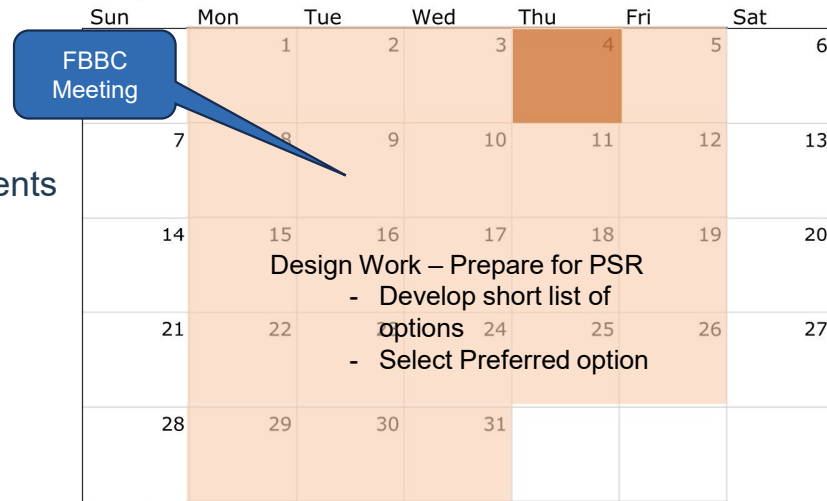 Sun Mon Tue Wed Thu Fri Sat
FBBC
Meeting
1 2 3 4 5 6
7 8 9 10 11 12 13
ents
14 15 16 17 18 19 20
Design Work – Prepare for PSR
- Develop short list of
options
21 22 23 24 25 26 27
- Select Preferred option
28 29 30 31